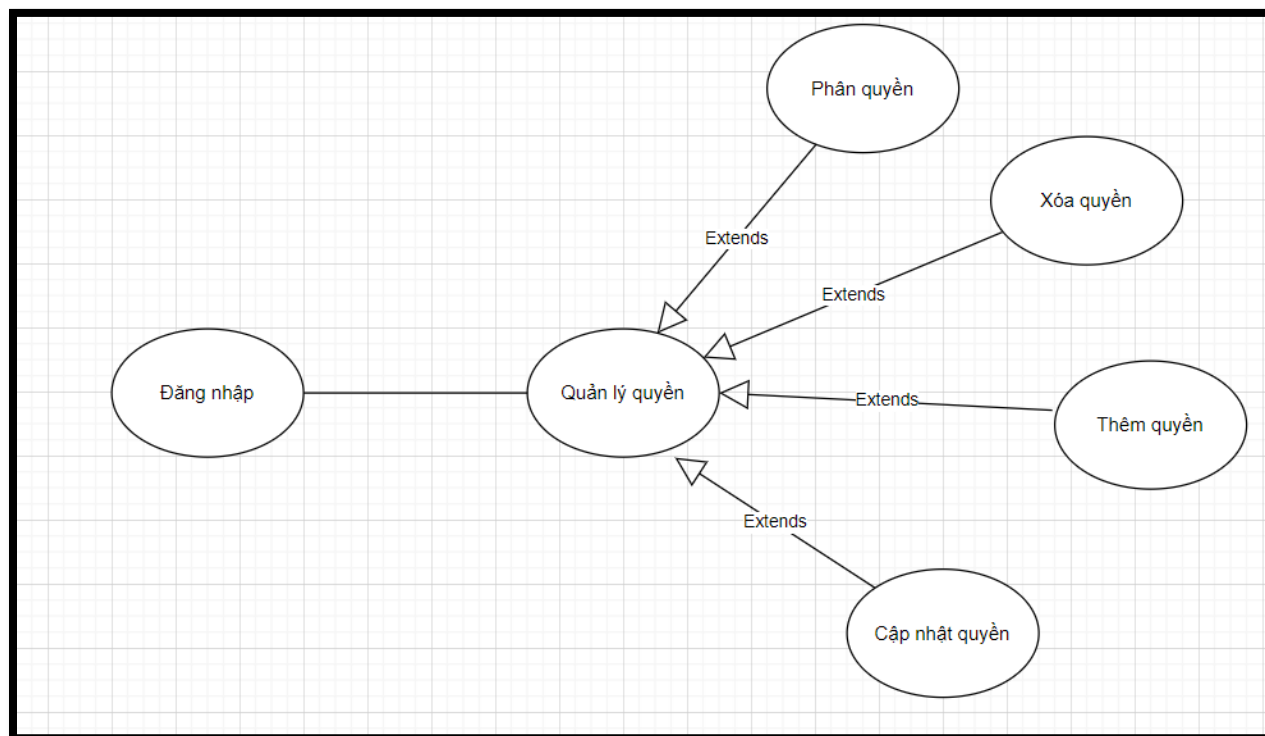 Phân quyền
Xóa quyền
Extends
Extends
Đăng nhập
Quản lý quyền
Extends
Thêm quyền
Extends
Cập nhật quyền